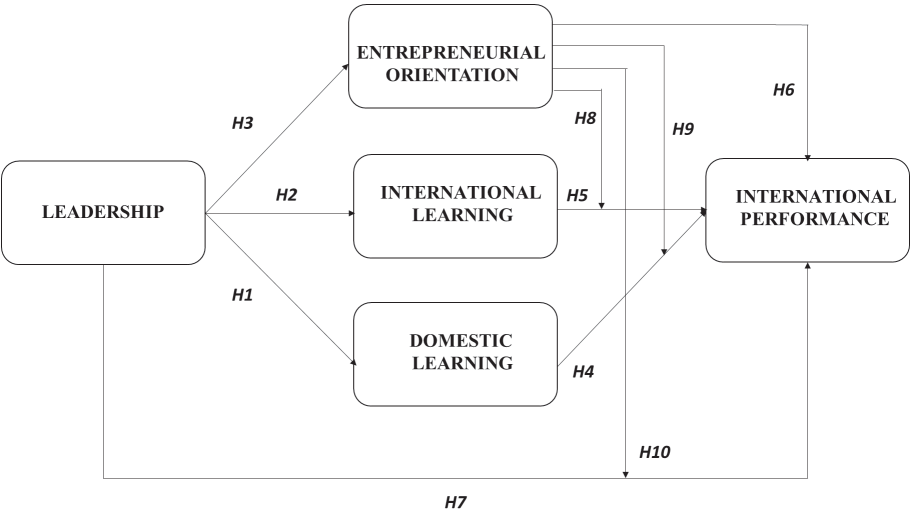 ENTREPRENEURIAL
ORIENTATION
H6
H8
H9
H3
LEADERSHIP
H2
INTERNATIONAL
LEARNING
H5
INTERNATIONAL
PERFORMANCE
H1
DOMESTIC
LEARNING
H4
H10
H7